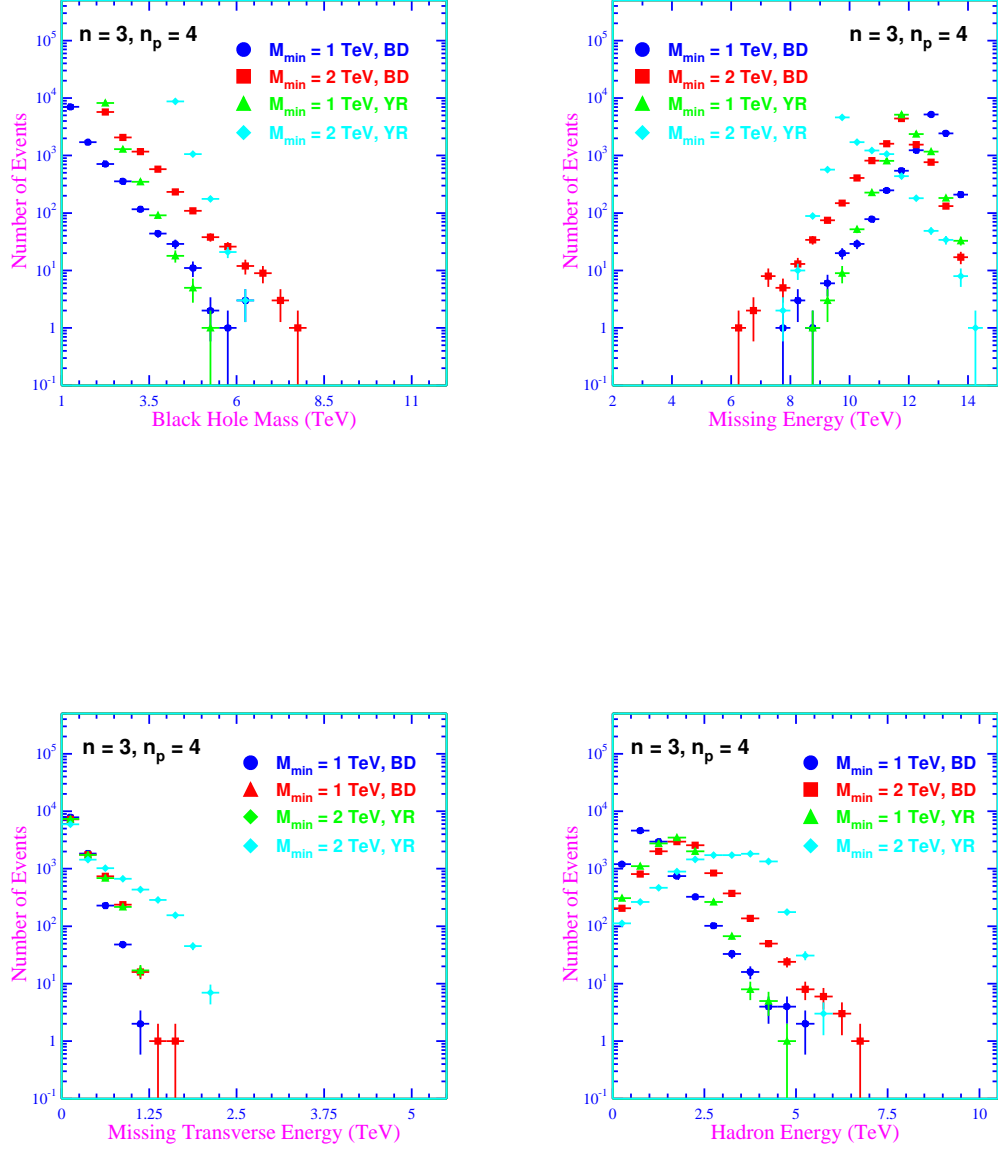 n = 3, n_p = 4
M_min = 1 TeV, BD
M_min = 2 TeV, BD
M_min = 1 TeV, YR
M_min = 2 TeV, YR
Number of Events
10^5
10^4
10^3
10^2
10
1
10^-1
1 3.5 6 8.5 11
Black Hole Mass (TeV)
n = 3, n_p = 4
M_min = 1 TeV, BD
M_min = 2 TeV, BD
M_min = 1 TeV, YR
M_min = 2 TeV, YR
Number of Events
10^5
10^4
10^3
10^2
10
1
10^-1
2 4 6 8 10 12 14
Missing Energy (TeV)
n = 3, n_p = 4
M_min = 1 TeV, BD
M_min = 1 TeV, BD
M_min = 2 TeV, YR
M_min = 2 TeV, YR
Number of Events
10^5
10^4
10^3
10^2
10
1
10^-1
0 1.25 2.5 3.75 5
Missing Transverse Energy (TeV)
n = 3, n_p = 4
M_min = 1 TeV, BD
M_min = 2 TeV, BD
M_min = 1 TeV, YR
M_min = 2 TeV, YR
Number of Events
10^5
10^4
10^3
10^2
10
1
10^-1
0 2.5 5 7.5 10
Hadron Energy (TeV)